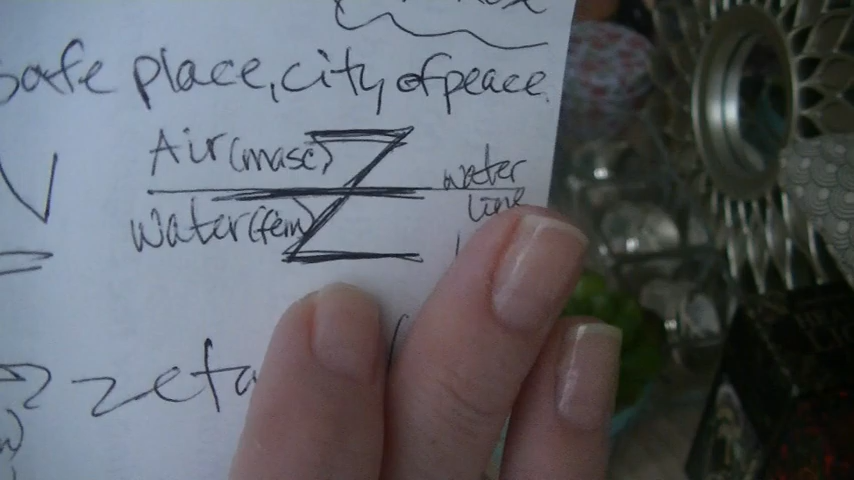 safe place, city of peace.
Air (masc)
water
line
Water (fem)
Z
zeta